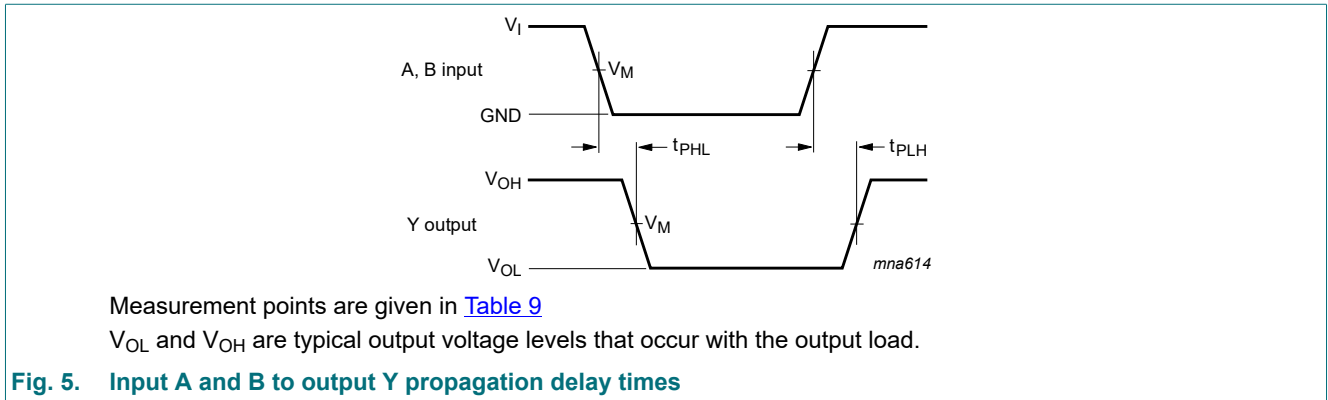 VI
A, B input
VM
GND
tPHL
tPLH
VOH
Y output
VM
VOL
mna614
Measurement points are given in Table 9
VOL and VOH are typical output voltage levels that occur with the output load.
Fig. 5. Input A and B to output Y propagation delay times